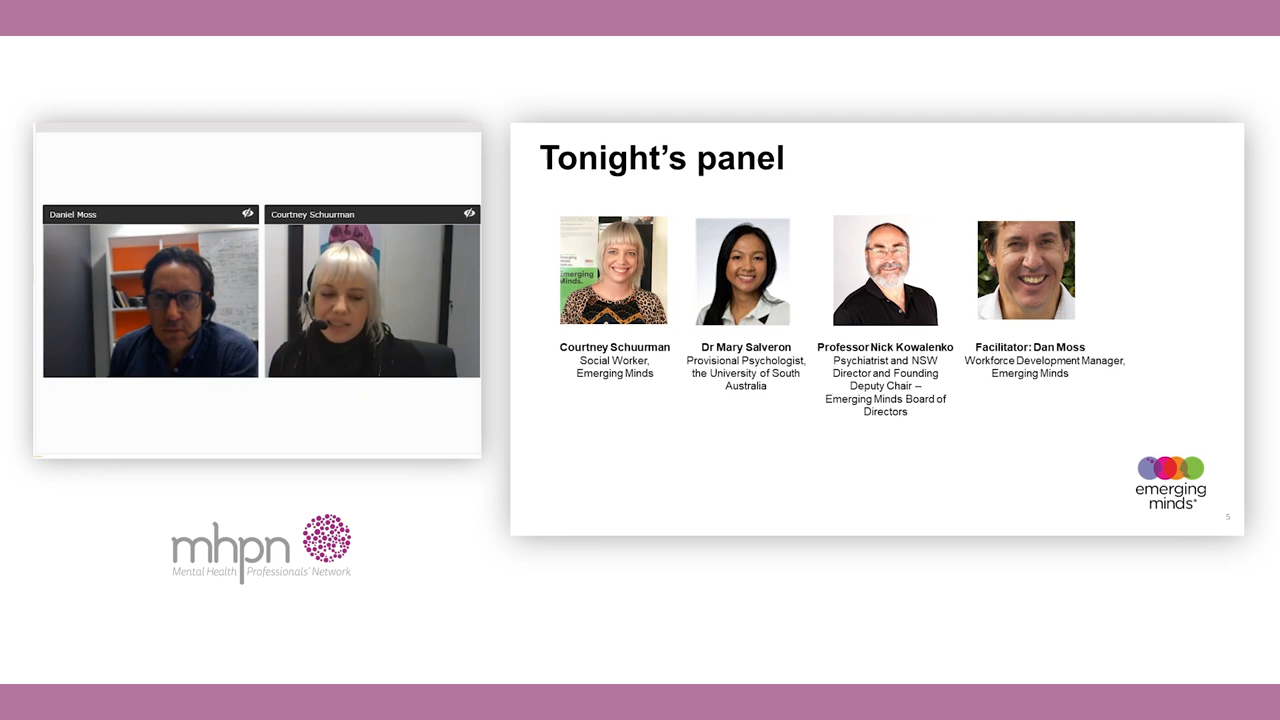 Daniel Moss
Courtney Schuurman
mhpn
Mental Health Professionals' Network
Tonight's panel
Emerging
Minds.
Courtney Schuurman
Social Worker,
Emerging Minds
Dr Mary Salveron
Provisional Psychologist,
the University of South
Australia
Professor Nick Kowalenko
Psychiatrist and NSW
Director and Founding
Deputy Chair –
Emerging Minds Board of
Directors
Facilitator: Dan Moss
Workforce Development Manager,
Emerging Minds
emerging
minds
5